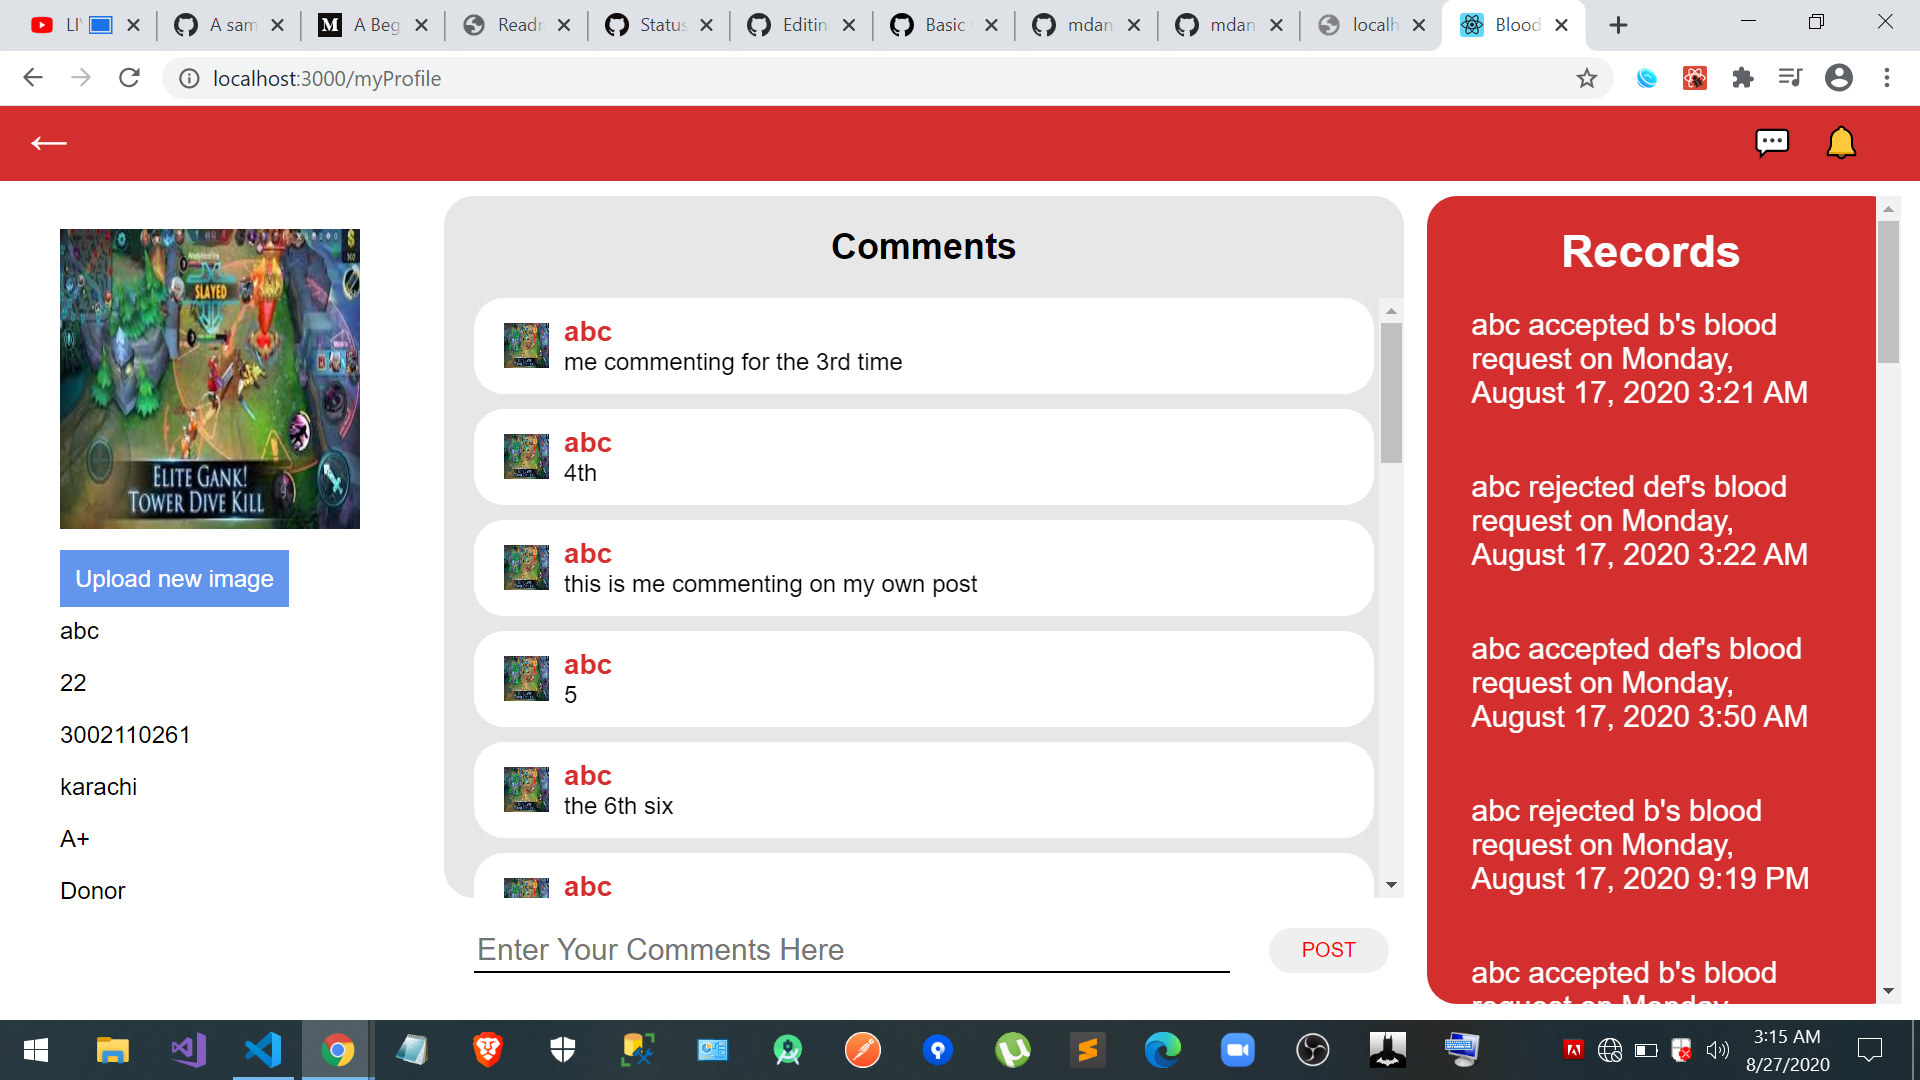 LI
A sam
A Beg
Readm
Status
Editin
Basic
mdan
mdan
localh
Blood
localhost:3000/myProfile
SLAYED
ELITE GANK!
TOWER DIVE KILL
Upload new image
abc
22
3002110261
karachi
A+
Donor
Comments
abc
me commenting for the 3rd time
abc
4th
abc
this is me commenting on my own post
abc
5
abc
the 6th six
abc
Enter Your Comments Here
POST
Records
abc accepted b's blood
request on Monday,
August 17, 2020 3:21 AM
abc rejected def's blood
request on Monday,
August 17, 2020 3:22 AM
abc accepted def's blood
request on Monday,
August 17, 2020 3:50 AM
abc rejected b's blood
request on Monday,
August 17, 2020 9:19 PM
abc accepted b's blood
request on Monday,
3:15 AM
8/27/2020